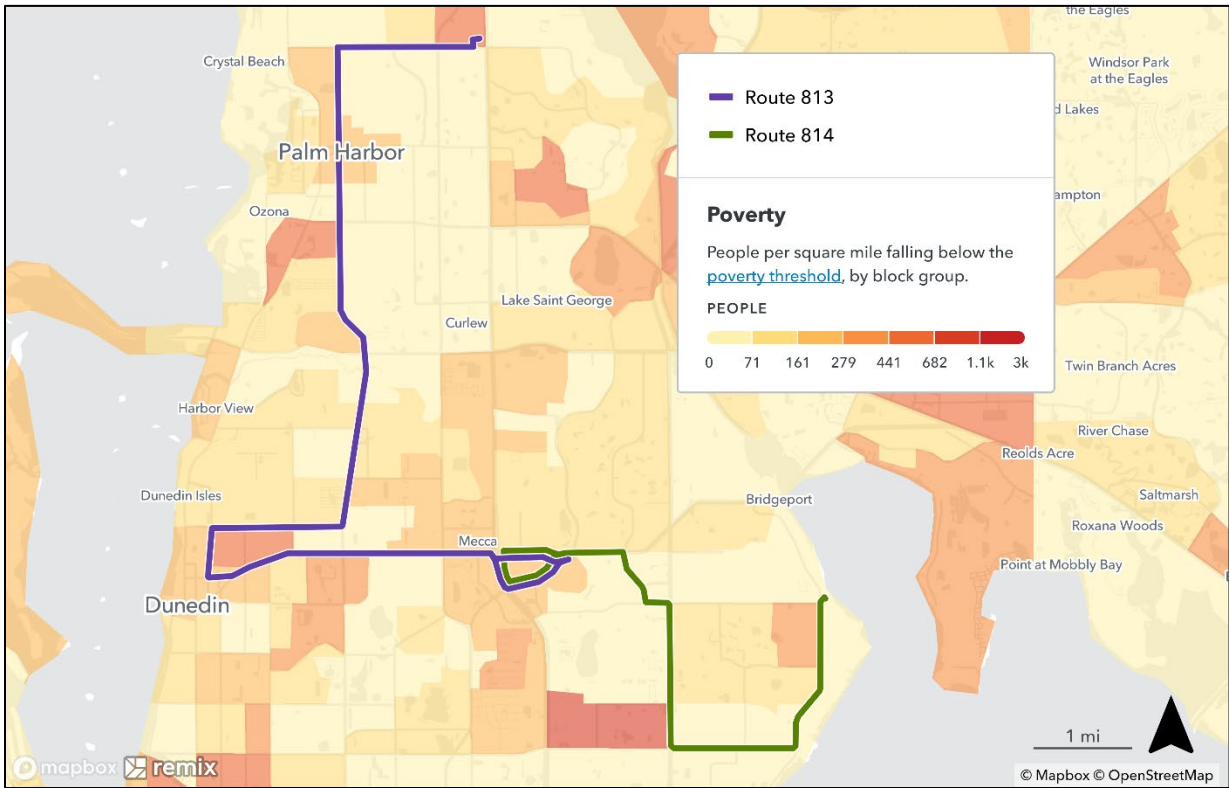 the Eagles
Crystal Beach
Windsor Park
at the Eagles
d Lakes
Palm Harbor
ampton
Ozona
Lake Saint George
Curlew
Twin Branch Acres
Harbor View
River Chase
Reolds Acre
Dunedin Isles
Bridgeport
Saltmarsh
Roxana Woods
Mecca
Point at Mobbly Bay
Dunedin
Route 813
Route 814
Poverty
People per square mile falling below the
poverty threshold, by block group.
PEOPLE
0 71 161 279 441 682 1.1k 3k
1 mi
mapbox remix
© Mapbox © OpenStreetMap